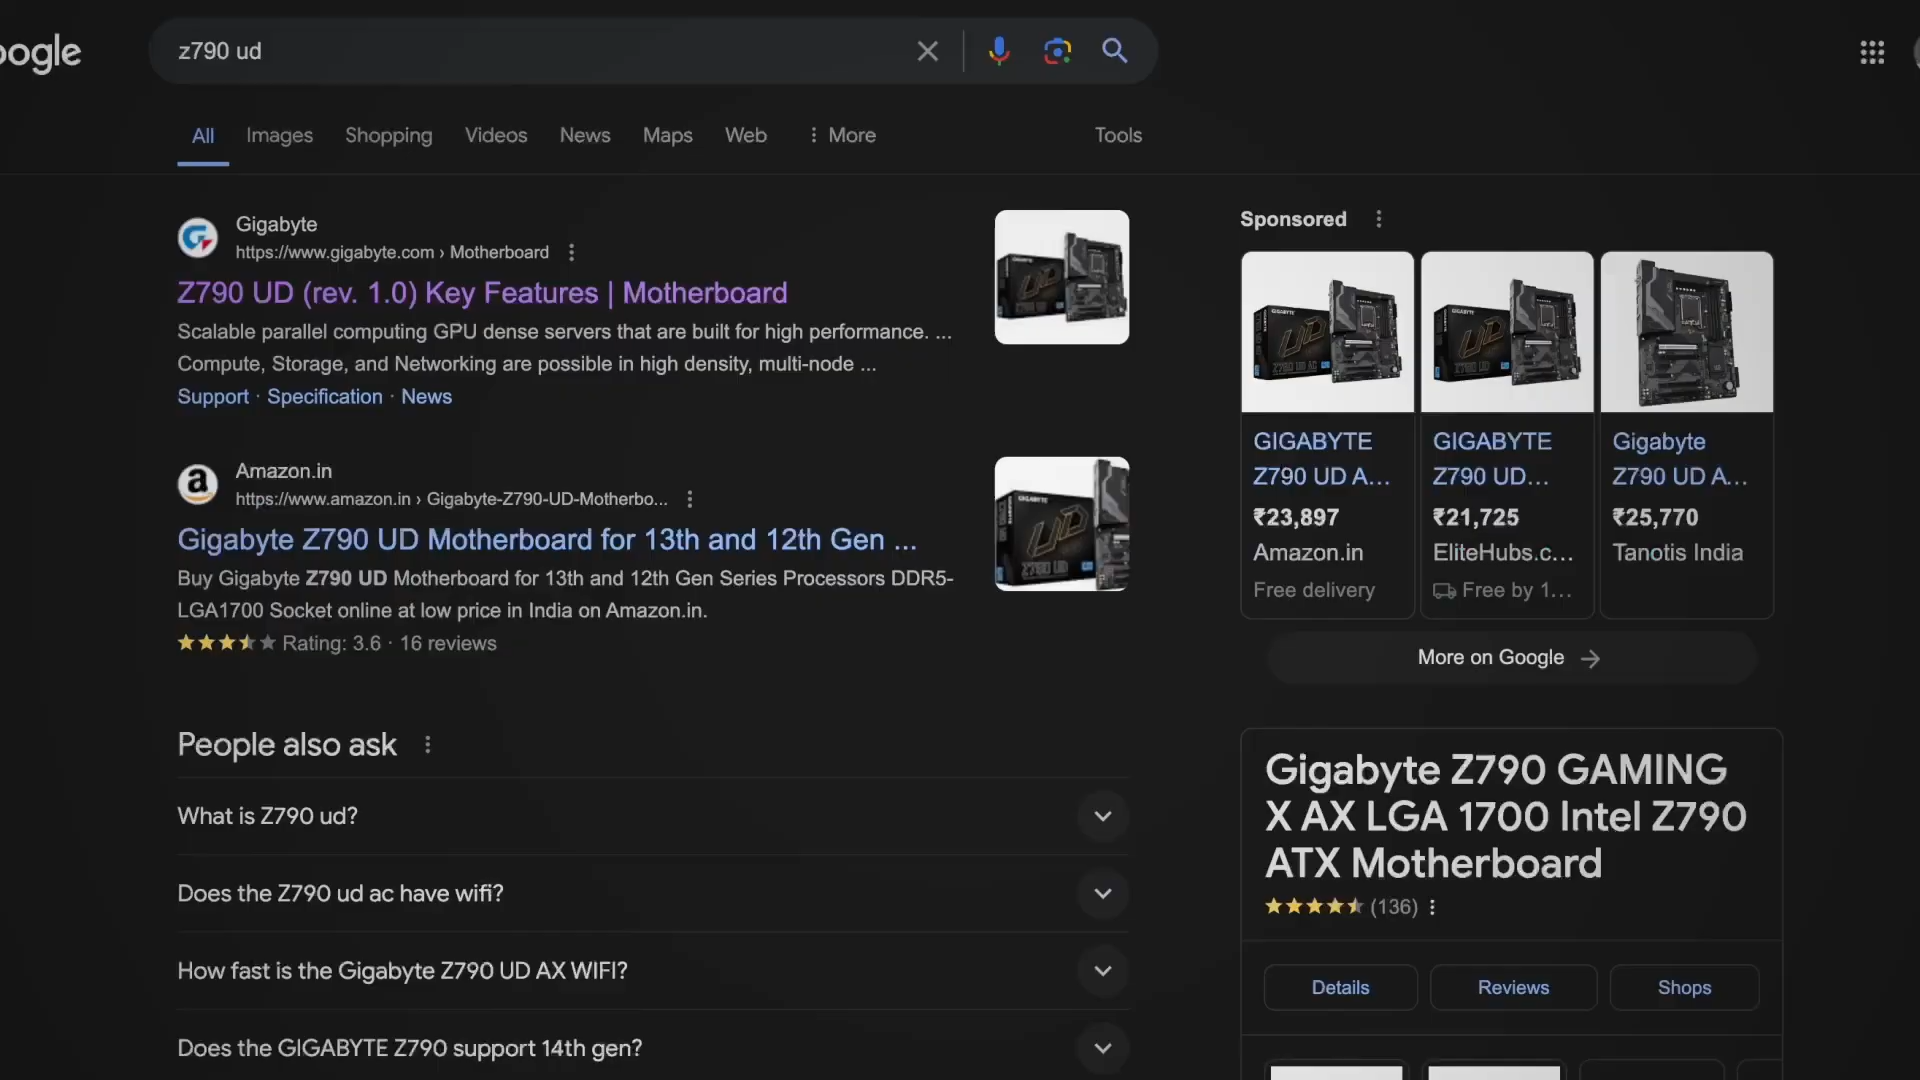 oogle
z790 ud
All Images Shopping Videos News Maps Web More Tools
Gigabyte
https://www.gigabyte.com › Motherboard
Z790 UD (rev. 1.0) Key Features | Motherboard
Scalable parallel computing GPU dense servers that are built for high performance. ...
Compute, Storage, and Networking are possible in high density, multi-node ...
Support · Specification · News
Amazon.in
https://www.amazon.in › Gigabyte-Z790-UD-Motherbo...
Gigabyte Z790 UD Motherboard for 13th and 12th Gen ...
Buy Gigabyte Z790 UD Motherboard for 13th and 12th Gen Series Processors DDR5-
LGA1700 Socket online at low price in India on Amazon.in.
Rating: 3.6 · 16 reviews
People also ask
What is Z790 ud?
Does the Z790 ud ac have wifi?
How fast is the Gigabyte Z790 UD AX WIFI?
Does the GIGABYTE Z790 support 14th gen?
Sponsored
GIGABYTE
Z790 UD A...
₹23,897
Amazon.in
Free delivery
GIGABYTE
Z790 UD...
₹21,725
EliteHubs.c...
Free by 1...
Gigabyte
Z790 UD A...
₹25,770
Tanotis India
More on Google
Gigabyte Z790 GAMING
X AX LGA 1700 Intel Z790
ATX Motherboard
(136)
Details
Reviews
Shops